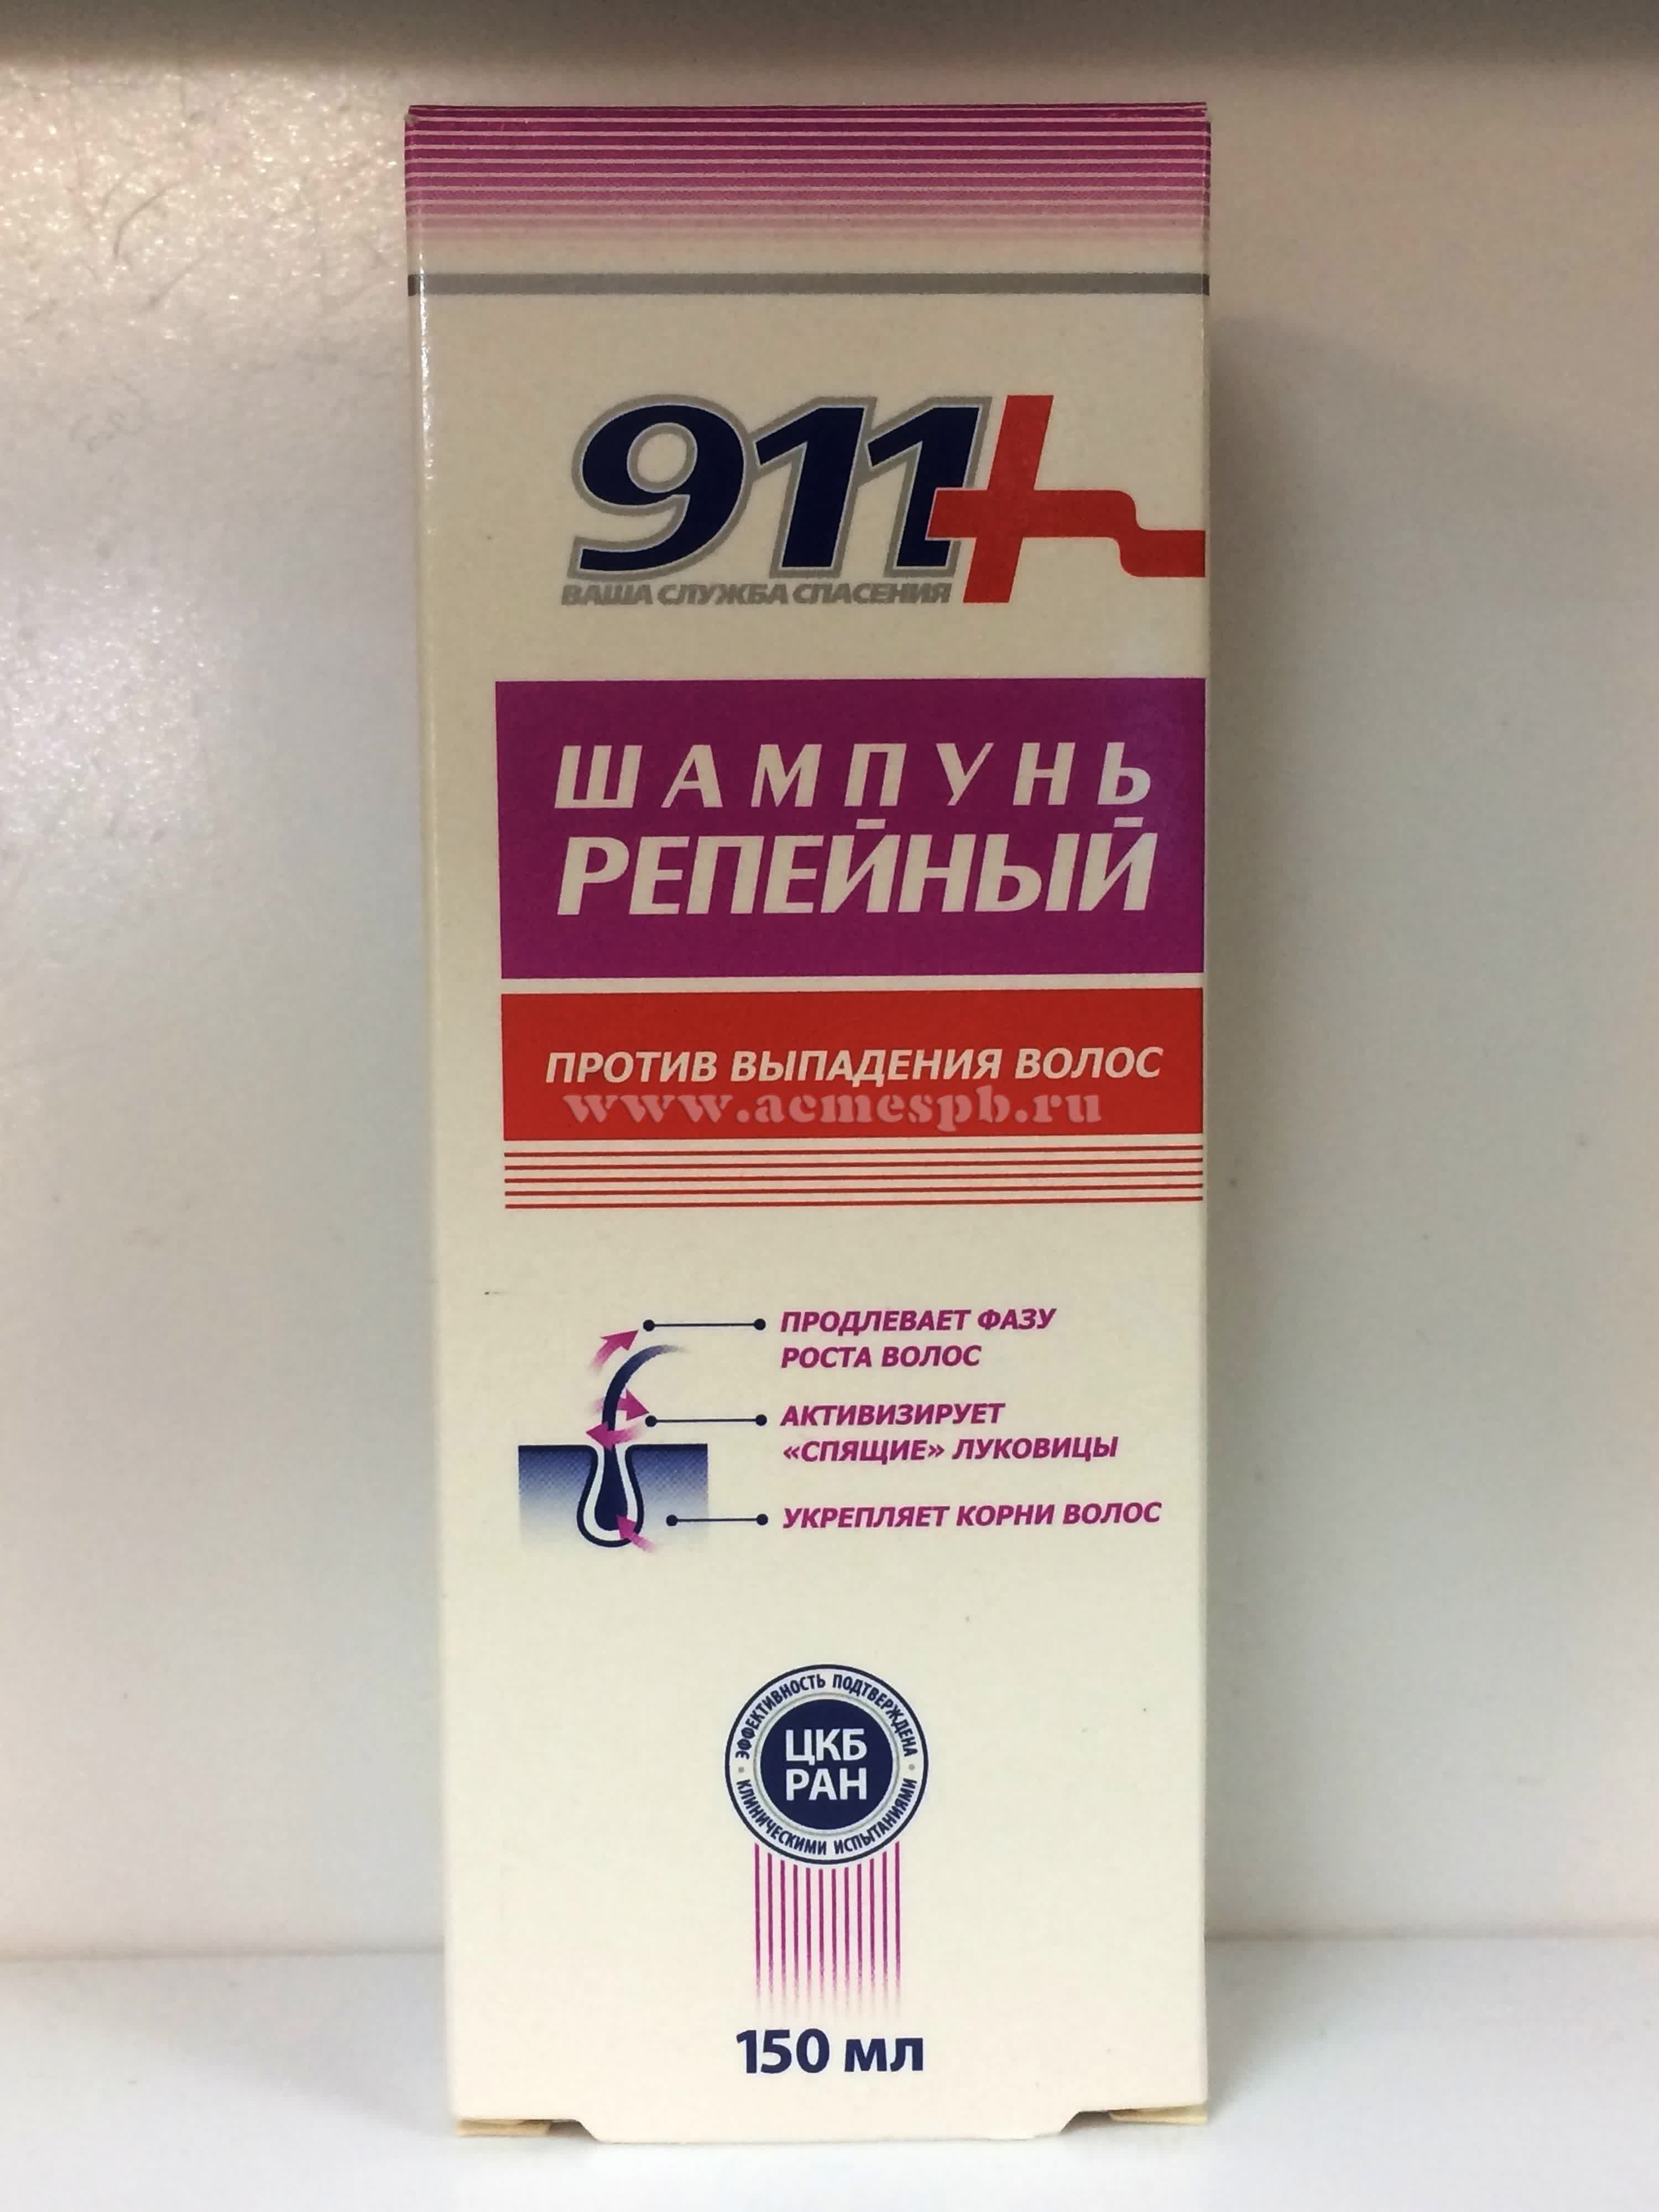 911
ВАША СЛУЖБА СПАСЕНИЯ
ШАМПУНЬ
РЕПЕЙНЫЙ
ПРОТИВ ВЫПАДЕНИЯ ВОЛОС
www.acmespb.ru
ПРОДЛЕВАЕТ ФАЗУ
РОСТА ВОЛОС
АКТИВИЗИРУЕТ
«СПЯЩИЕ» ЛУКОВИЦЫ
УКРЕПЛЯЕТ КОРНИ ВОЛОС
ЭФФЕКТИВНОСТЬ ПОДТВЕРЖДЕНА
ЦКБ
РАН
КЛИНИЧЕСКИМИ ИСПЫТАНИЯМИ
150 мл